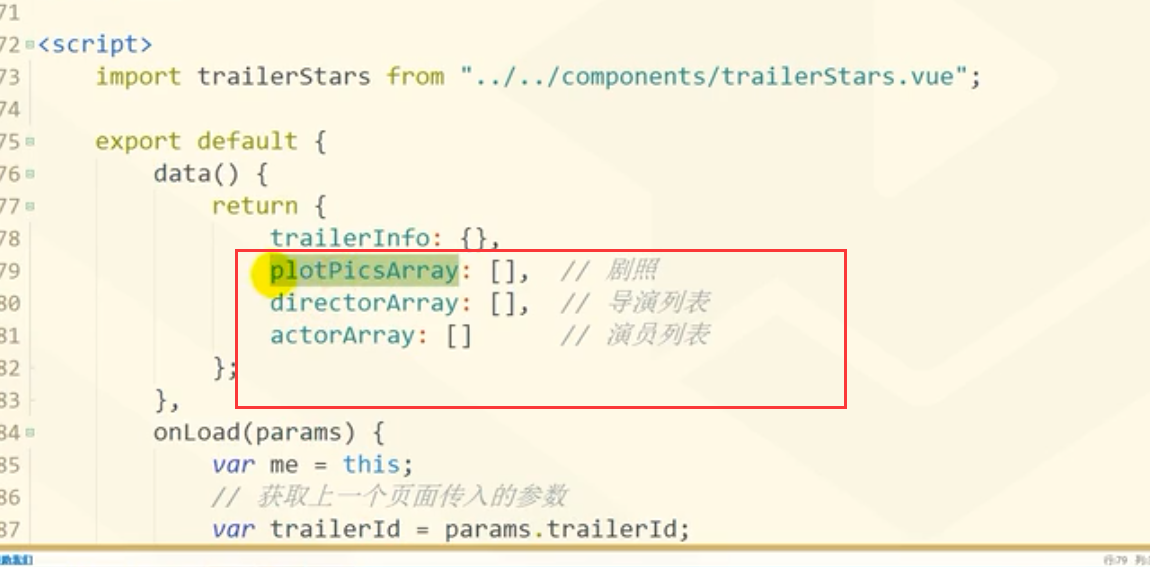 71
72 <script>
73 import trailerStars from "../../components/trailerStars.vue";
74
75 export default {
76 data() {
77 return {
78 trailerInfo: {},
79 plotPicsArray: [], // 剧照
80 directorArray: [], // 导演列表
81 actorArray: [] // 演员列表
82 };
83 },
84 onLoad(params) {
85 var me = this;
86 // 获取上一个页面传入的参数
87 var trailerId = params.trailerId;
行:79 列: